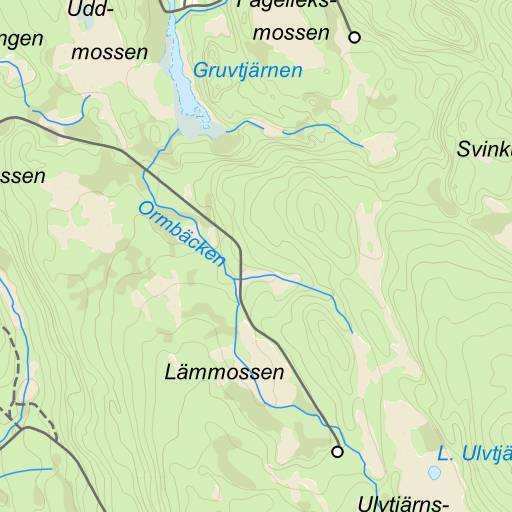 Udd-
mossen
mossen
Gruvtjärnen
Ormbäcken
Lämmossen
L. Ulvtjä
Ulvtjärns-